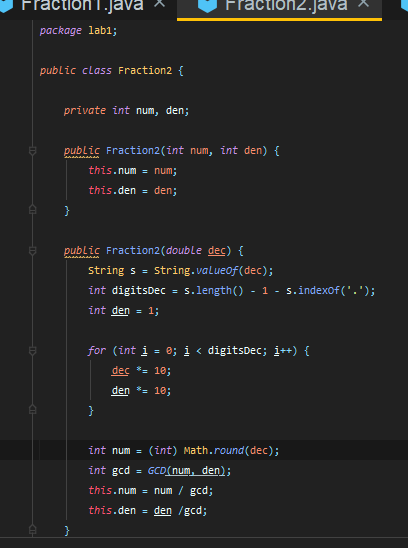 Fraction1.java × Fraction2.java ×
package lab1;
public class Fraction2 {
private int num, den;
public Fraction2(int num, int den) {
this.num = num;
this.den = den;
}
public Fraction2(double dec) {
String s = String.valueOf(dec);
int digitsDec = s.length() - 1 - s.indexOf('.');
int den = 1;
for (int i = 0; i < digitsDec; i++) {
dec *= 10;
den *= 10;
}
int num = (int) Math.round(dec);
int gcd = GCD(num, den);
this.num = num / gcd;
this.den = den /gcd;
}